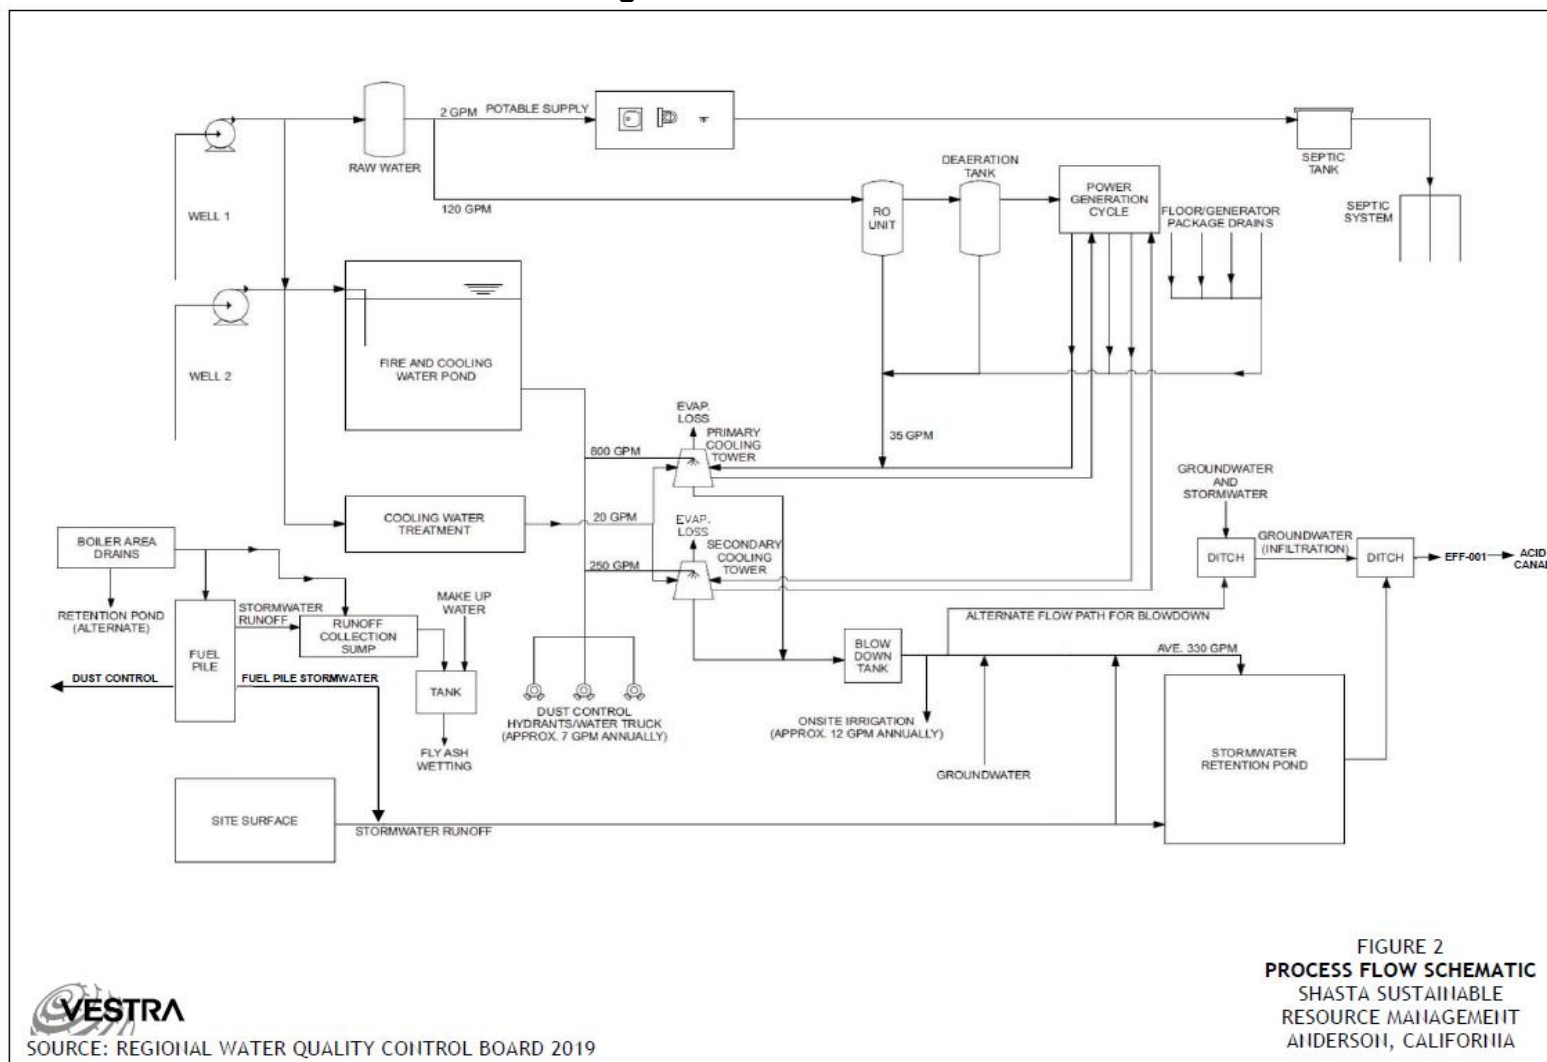 2 GPM
POTABLE SUPPLY
RAW WATER
SEPTIC
TANK
DEAERATION
TANK
POWER
GENERATION
CYCLE
FLOOR/GENERATOR
PACKAGE DRAINS
SEPTIC
SYSTEM
WELL 1
120 GPM
RO
UNIT
WELL 2
FIRE AND COOLING
WATER POND
EVAP.
LOSS
PRIMARY
COOLING
TOWER
35 GPM
800 GPM
GROUNDWATER
AND
STORMWATER
COOLING WATER
TREATMENT
20 GPM
EVAP.
LOSS
SECONDARY
COOLING
TOWER
250 GPM
BOILER AREA
DRAINS
DITCH
GROUNDWATER
(INFILTRATION)
DITCH
EFF-001
ACID
CANAL
RETENTION POND
(ALTERNATE)
STORMWATER
RUNOFF
RUNOFF
COLLECTION
SUMP
MAKE UP
WATER
ALTERNATE FLOW PATH FOR BLOWDOWN
FUEL
PILE
BLOW
DOWN
TANK
AVE. 330 GPM
DUST CONTROL
FUEL PILE STORMWATER
TANK
DUST CONTROL
HYDRANTS/WATER TRUCK
(APPROX. 7 GPM ANNUALLY)
ONSITE IRRIGATION
(APPROX. 12 GPM ANNUALLY)
FLY ASH
WETTING
GROUNDWATER
STORMWATER
RETENTION POND
SITE SURFACE
STORMWATER RUNOFF
FIGURE 2
PROCESS FLOW SCHEMATIC
SHASTA SUSTAINABLE
RESOURCE MANAGEMENT
ANDERSON, CALIFORNIA
VESTRA
SOURCE: REGIONAL WATER QUALITY CONTROL BOARD 2019